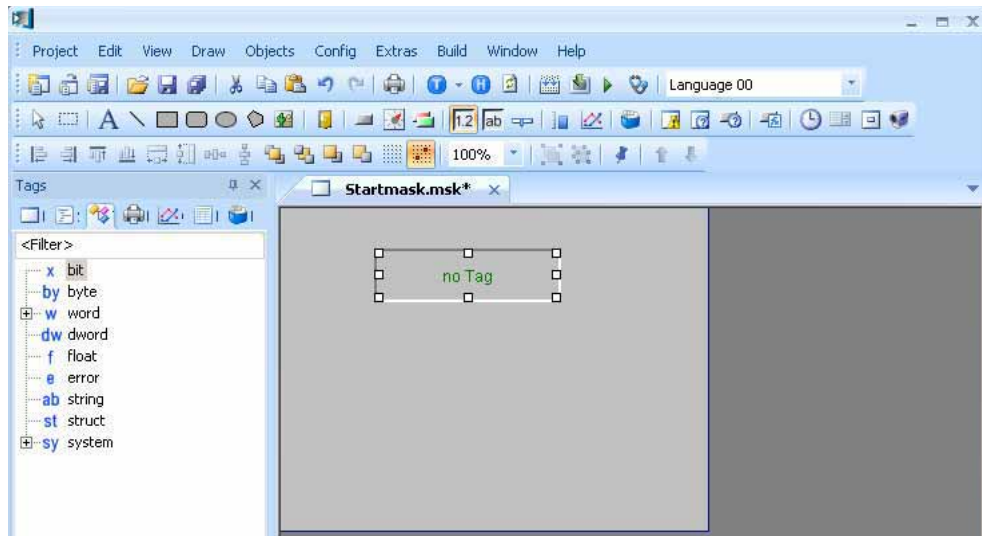 Project Edit View Draw Objects Config Extras Build Window Help
Language 00
A 1.2 ab
100%
Tags
Startmask.msk*
<Filter>
x bit
by byte
w word
dw dword
f float
e error
ab string
st struct
sy system
no Tag